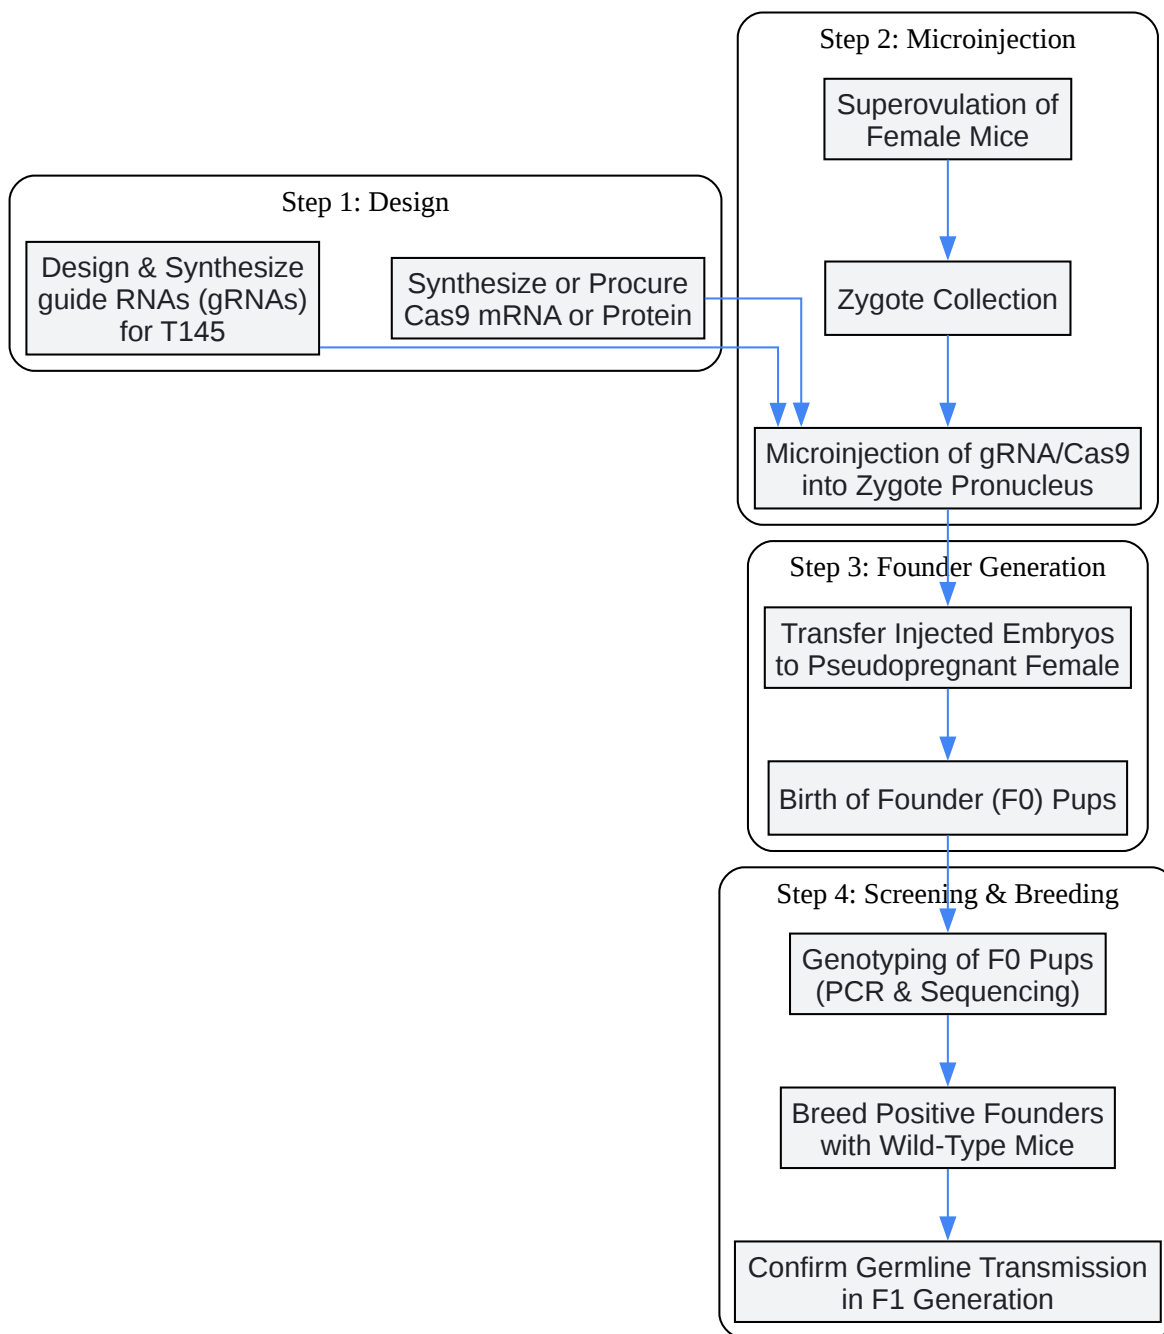 Step 1: Design
Design & Synthesize
guide RNAs (gRNAs)
for T145
Synthesize or Procure
Cas9 mRNA or Protein
Step 2: Microinjection
Superovulation of
Female Mice
Zygote Collection
Microinjection of gRNA/Cas9
into Zygote Pronucleus
Step 3: Founder Generation
Transfer Injected Embryos
to Pseudopregnant Female
Birth of Founder (F0) Pups
Step 4: Screening & Breeding
Genotyping of F0 Pups
(PCR & Sequencing)
Breed Positive Founders
with Wild-Type Mice
Confirm Germline Transmission
in F1 Generation